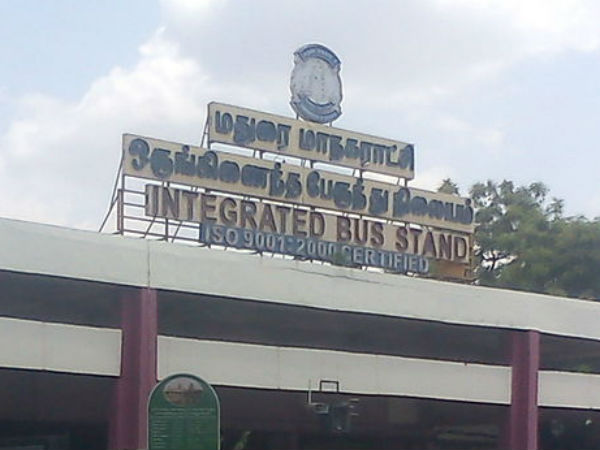 மதுரை மாநகராட்சி
ஒருங்கிணைந்த பேருந்து நிலையம்
INTEGRATED BUS STAND
ISO 9001:2000 CERTIFIED